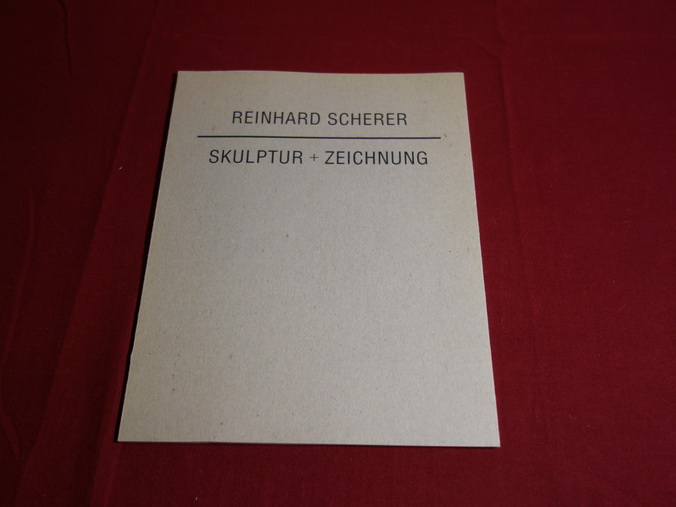 REINHARD SCHERER
SKULPTUR + ZEICHNUNG